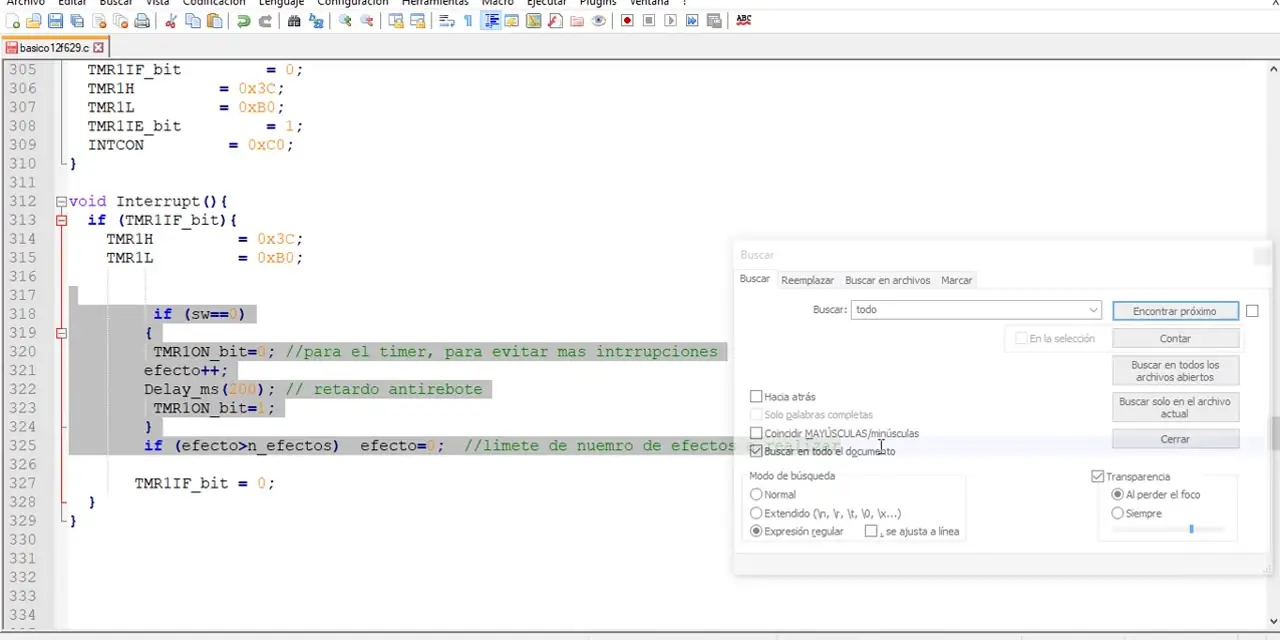 Archivo Editar Buscar Vista Codificación Lenguaje Configuración Herramientas Macro Ejecutar Plugins Ventana ?
ABC
basico12f629.c
305 TMR1IF_bit = 0;
306 TMR1H = 0x3C;
307 TMR1L = 0xB0;
308 TMR1IE_bit = 1;
309 INTCON = 0xC0;
310 }
311
312 void Interrupt(){
313 if (TMR1IF_bit){
314 TMR1H = 0x3C;
315 TMR1L = 0xB0;
316
317
318 if (sw==0)
319 {
320 TMR1ON_bit=0; //para el timer, para evitar mas intrrupciones
321 efecto++;
322 Delay_ms(200); // retardo antirebote
323 TMR1ON_bit=1;
324 }
325 if (efecto>n_efectos) efecto=0; //limete de nuemro de efectos a realizar
326
327 TMR1IF_bit = 0;
328 }
329 }
330
331
332
333
334
Buscar
Buscar Reemplazar Buscar en archivos Marcar
Buscar: todo
Encontrar próximo
En la selección
Contar
Buscar en todos los
archivos abiertos
Hacia atrás
Buscar solo en el archivo
actual
Solo palabras completas
Coincidir MAYÚSCULAS/minúsculas
Cerrar
Buscar en todo el documento
Modo de búsqueda
Normal
Extendido (\n, \r, \t, \0, \x...)
Expresión regular
. se ajusta a línea
Transparencia
Al perder el foco
Siempre